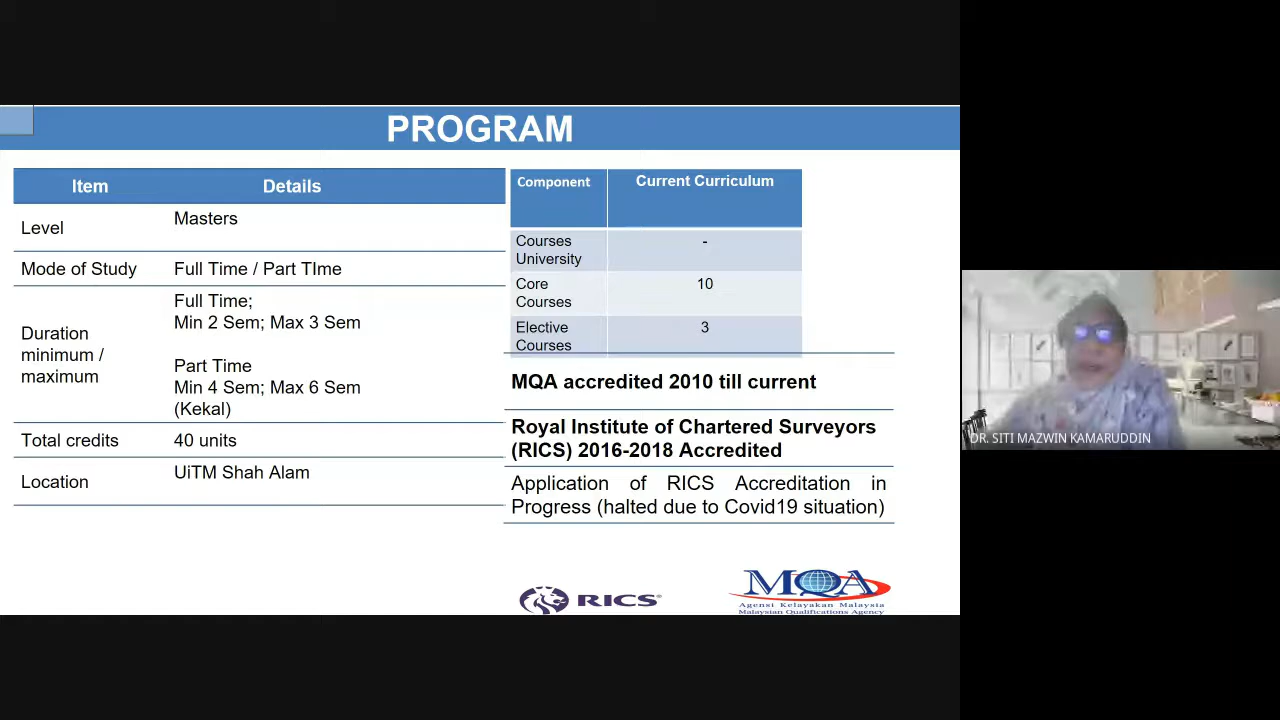 PROGRAM
Item Details
Level Masters
Mode of Study Full Time / Part TIme
Duration
minimum /
maximum
Full Time;
Min 2 Sem; Max 3 Sem
Part Time
Min 4 Sem; Max 6 Sem
(Kekal)
Total credits 40 units
Location UiTM Shah Alam
Component Current Curriculum
Courses
University
-
Core
Courses
10
Elective
Courses
3
MQA accredited 2010 till current
Royal Institute of Chartered Surveyors
(RICS) 2016-2018 Accredited
Application of RICS Accreditation in
Progress (halted due to Covid19 situation)
RICS
MQA
Agensi Kelayakan Malaysia
Malaysian Qualifications Agency
DR. SITI MAZWIN KAMARUDDIN